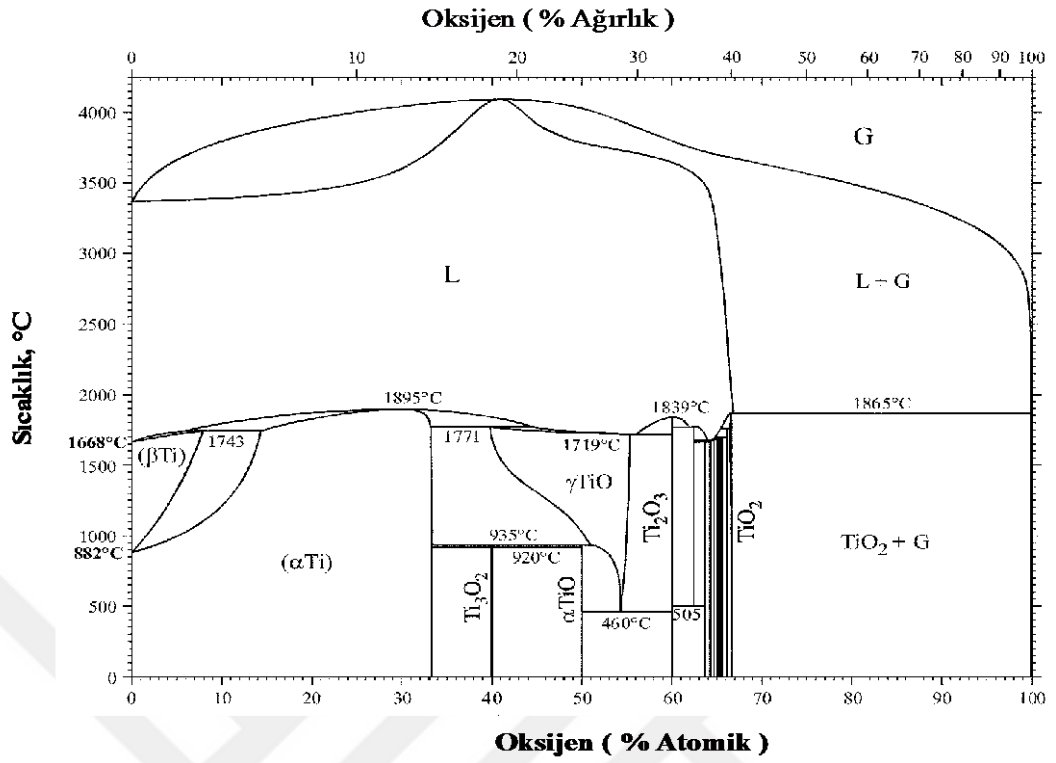 Oksijen ( % Ağırlık )
0 10 20 30 40 50 60 70 80 90 100
4000
G
3500
3000
L
L + G
2500
Sıcaklık, °C
2000
1895°C
1839°C
1865°C
1668°C
(βTi)
1743
1771
1719°C
1500
γTiO
Ti₂O₃
TiO₂
1000
935°C
882°C
920°C
(αTi)
TiO₂ + G
Ti₃O₂
αTiO
500
460°C
505
0
0 10 20 30 40 50 60 70 80 90 100
Oksijen ( % Atomik )